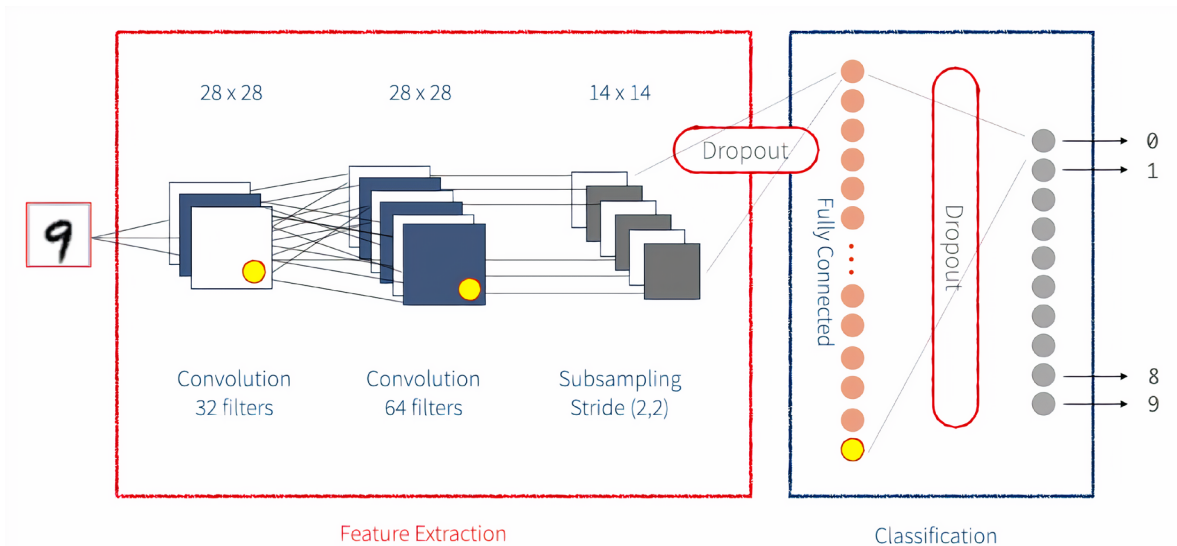 28 x 28
28 x 28
14 x 14
9
Convolution
32 filters
Convolution
64 filters
Subsampling
Stride (2,2)
Dropout
Fully Connected
Dropout
0
1
8
9
Feature Extraction
Classification